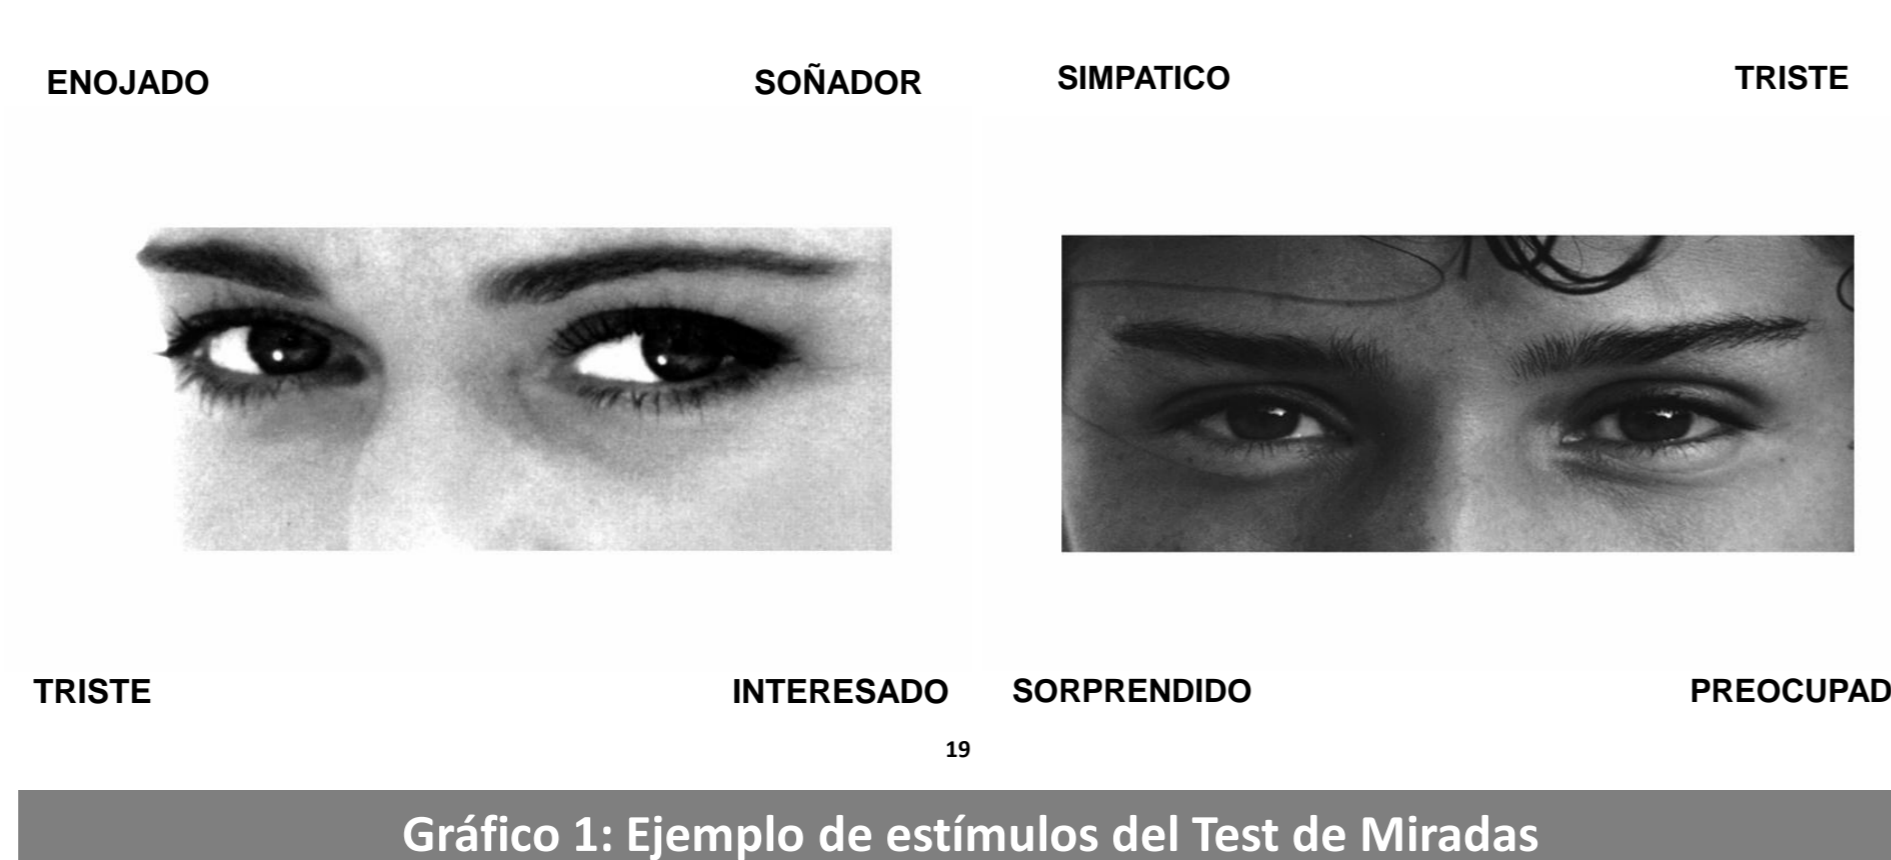 ENOJADO SOÑADOR
SIMPATICO TRISTE
TRISTE INTERESADO
SORPRENDIDO PREOCUPAD
19
Gráfico 1: Ejemplo de estímulos del Test de Miradas